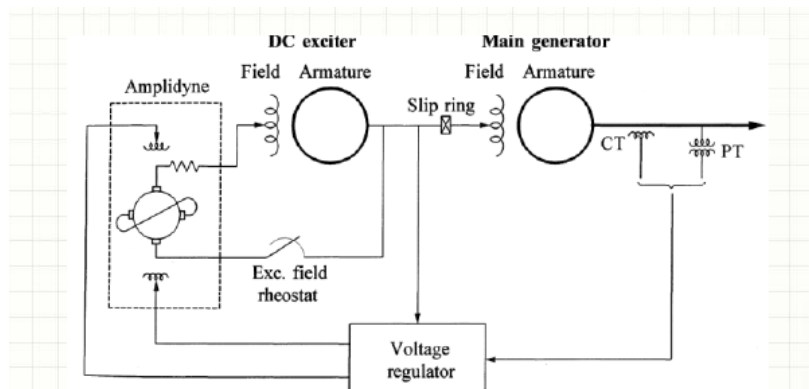 DC exciter
Main generator
Field
Armature
Field
Armature
Amplidyne
Slip ring
CT
PT
Exc. field
rheostat
Voltage
regulator